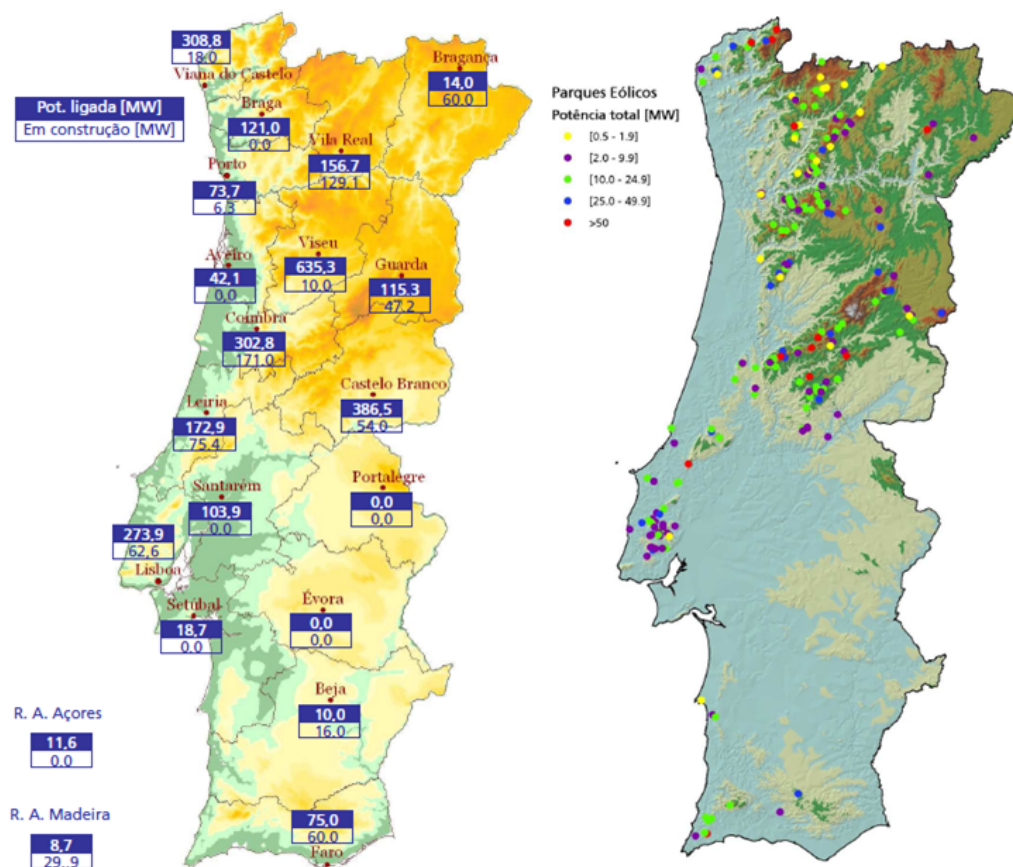 308,8
18.0
Viana do Castelo
Bragança
14,0
60.0
Pot. ligada [MW]
Em construção [MW]
Braga
121,0
0.0
Vila Real
156.7
129.1
Porto
73,7
6.3
Aveiro
42,1
0,0
Viseu
635,3
10.0
Guarda
115.3
47.2
Coimbra
302,8
171.0
Castelo Branco
386,5
54.0
Leiria
172,9
75.4
Santarém
103,9
0.0
Portalegre
0,0
0.0
273,9
62,6
Lisboa
Setúbal
18,7
0.0
Évora
0,0
0.0
Beja
10,0
16.0
R. A. Açores
11,6
0.0
R. A. Madeira
8,7
29..9
75,0
60.0
Faro
Parques Eólicos
Potência total [MW]
[0.5 - 1.9]
[2.0 - 9.9]
[10.0 - 24.9]
[25.0 - 49.9]
>50